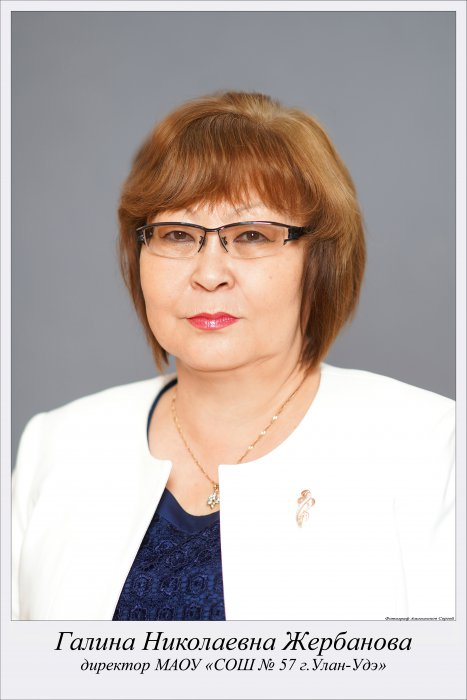 Галина Николаевна Жербанова
директор МАОУ «СОШ № 57 г.Улан-Удэ»